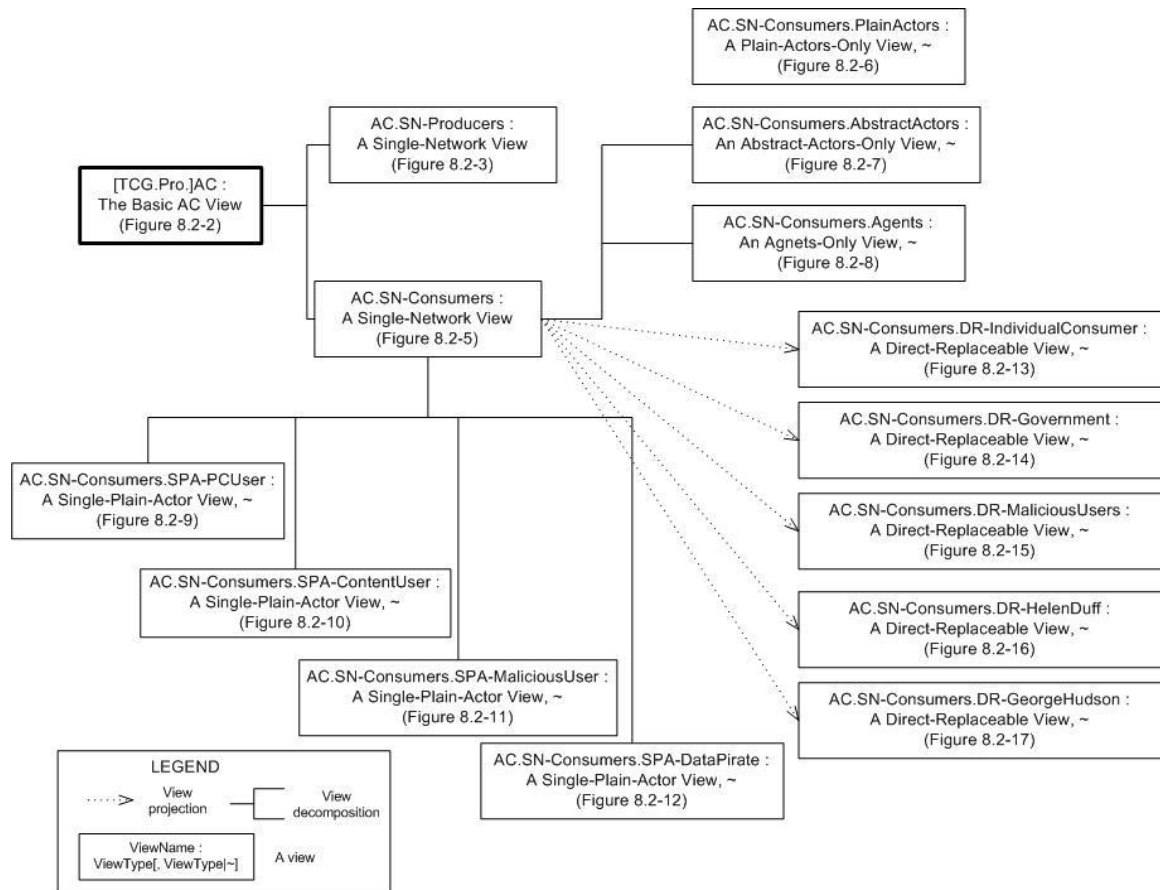 AC.SN-Consumers.PlainActors :
A Plain-Actors-Only View, ~
(Figure 8.2-6)
AC.SN-Producers :
A Single-Network View
(Figure 8.2-3)
AC.SN-Consumers.AbstractActors :
An Abstract-Actors-Only View, ~
(Figure 8.2-7)
[TCG.Pro.]AC :
The Basic AC View
(Figure 8.2-2)
AC.SN-Consumers.Agents :
An Agnets-Only View, ~
(Figure 8.2-8)
AC.SN-Consumers :
A Single-Network View
(Figure 8.2-5)
AC.SN-Consumers.DR-IndividualConsumer :
A Direct-Replaceable View, ~
(Figure 8.2-13)
AC.SN-Consumers.DR-Government :
A Direct-Replaceable View, ~
(Figure 8.2-14)
AC.SN-Consumers.SPA-PCUser :
A Single-Plain-Actor View, ~
(Figure 8.2-9)
AC.SN-Consumers.DR-MaliciousUsers :
A Direct-Replaceable View, ~
(Figure 8.2-15)
AC.SN-Consumers.SPA-ContentUser :
A Single-Plain-Actor View, ~
(Figure 8.2-10)
AC.SN-Consumers.DR-HelenDuff :
A Direct-Replaceable View, ~
(Figure 8.2-16)
AC.SN-Consumers.SPA-MaliciousUser :
A Single-Plain-Actor View, ~
(Figure 8.2-11)
AC.SN-Consumers.DR-GeorgeHudson :
A Direct-Replaceable View, ~
(Figure 8.2-17)
AC.SN-Consumers.SPA-DataPirate :
A Single-Plain-Actor View, ~
(Figure 8.2-12)
LEGEND
View
projection
View
decomposition
ViewName :
ViewType[, ViewType|~]
A view